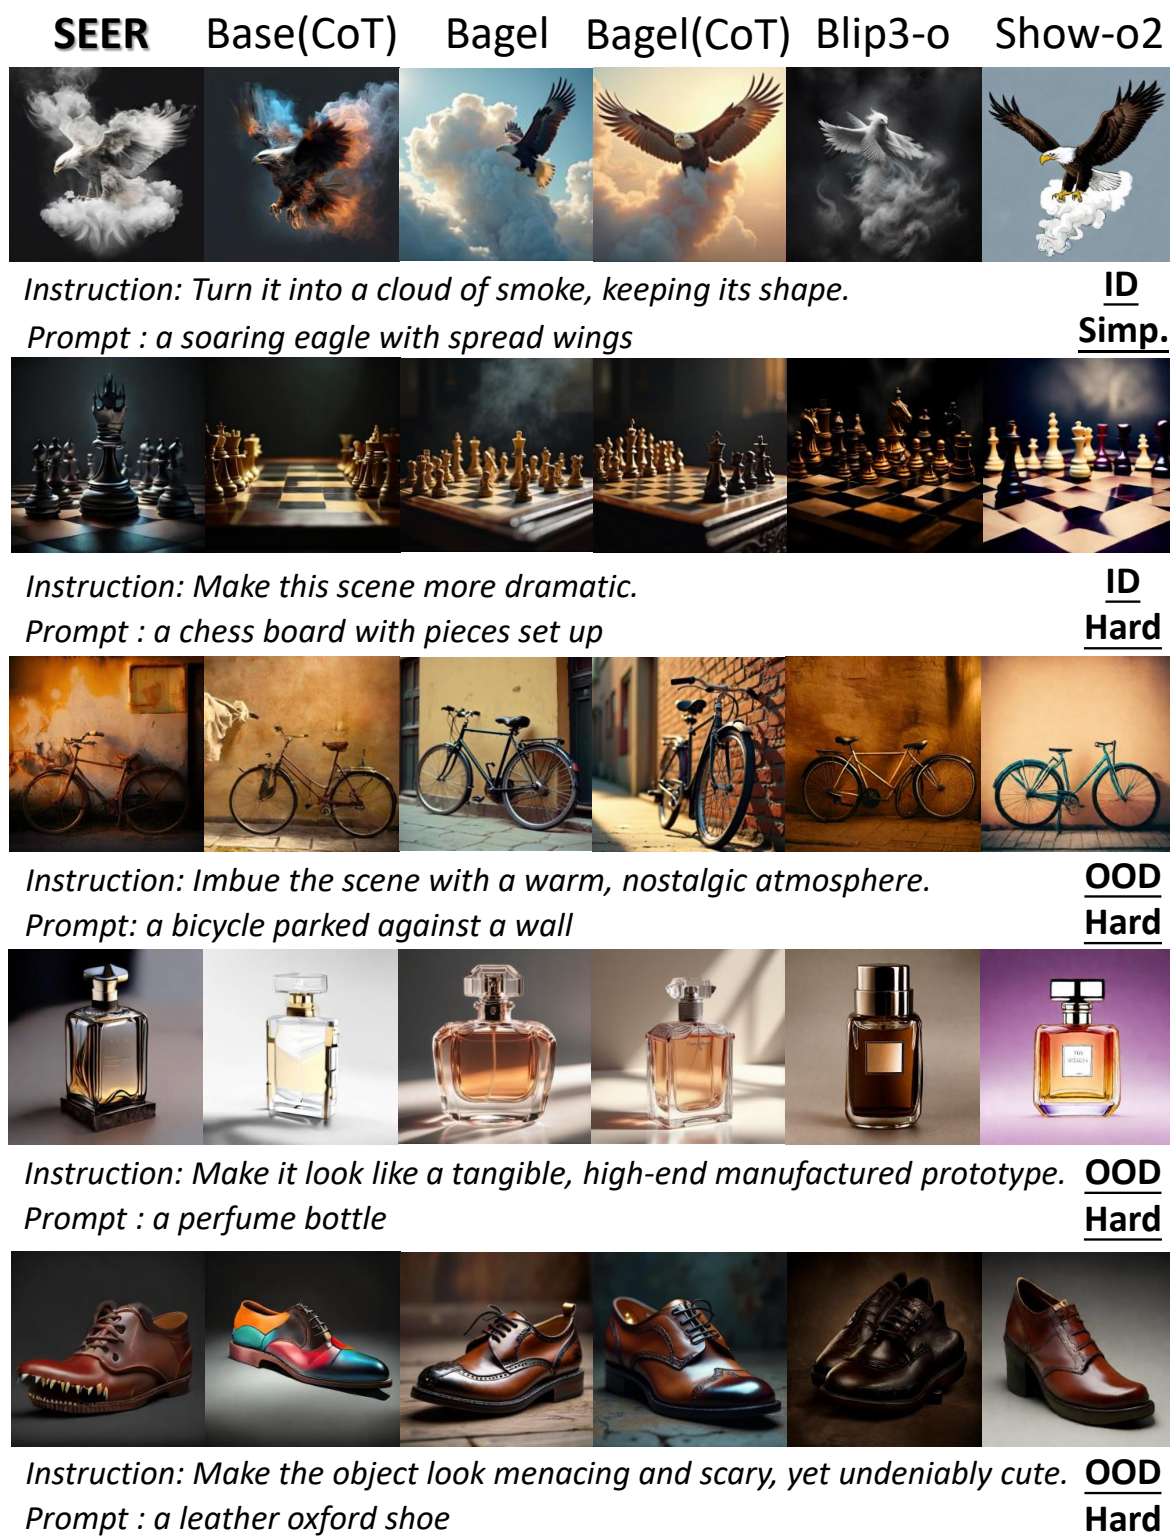 SEER Base(CoT) Bagel Bagel(CoT) Blip3-o Show-o2
Instruction: Turn it into a cloud of smoke, keeping its shape. ID
Prompt : a soaring eagle with spread wings Simp.
Instruction: Make this scene more dramatic. ID
Prompt : a chess board with pieces set up Hard
Instruction: Imbue the scene with a warm, nostalgic atmosphere. OOD
Prompt: a bicycle parked against a wall Hard
Instruction: Make it look like a tangible, high-end manufactured prototype. OOD
Prompt : a perfume bottle Hard
Instruction: Make the object look menacing and scary, yet undeniably cute. OOD
Prompt : a leather oxford shoe Hard